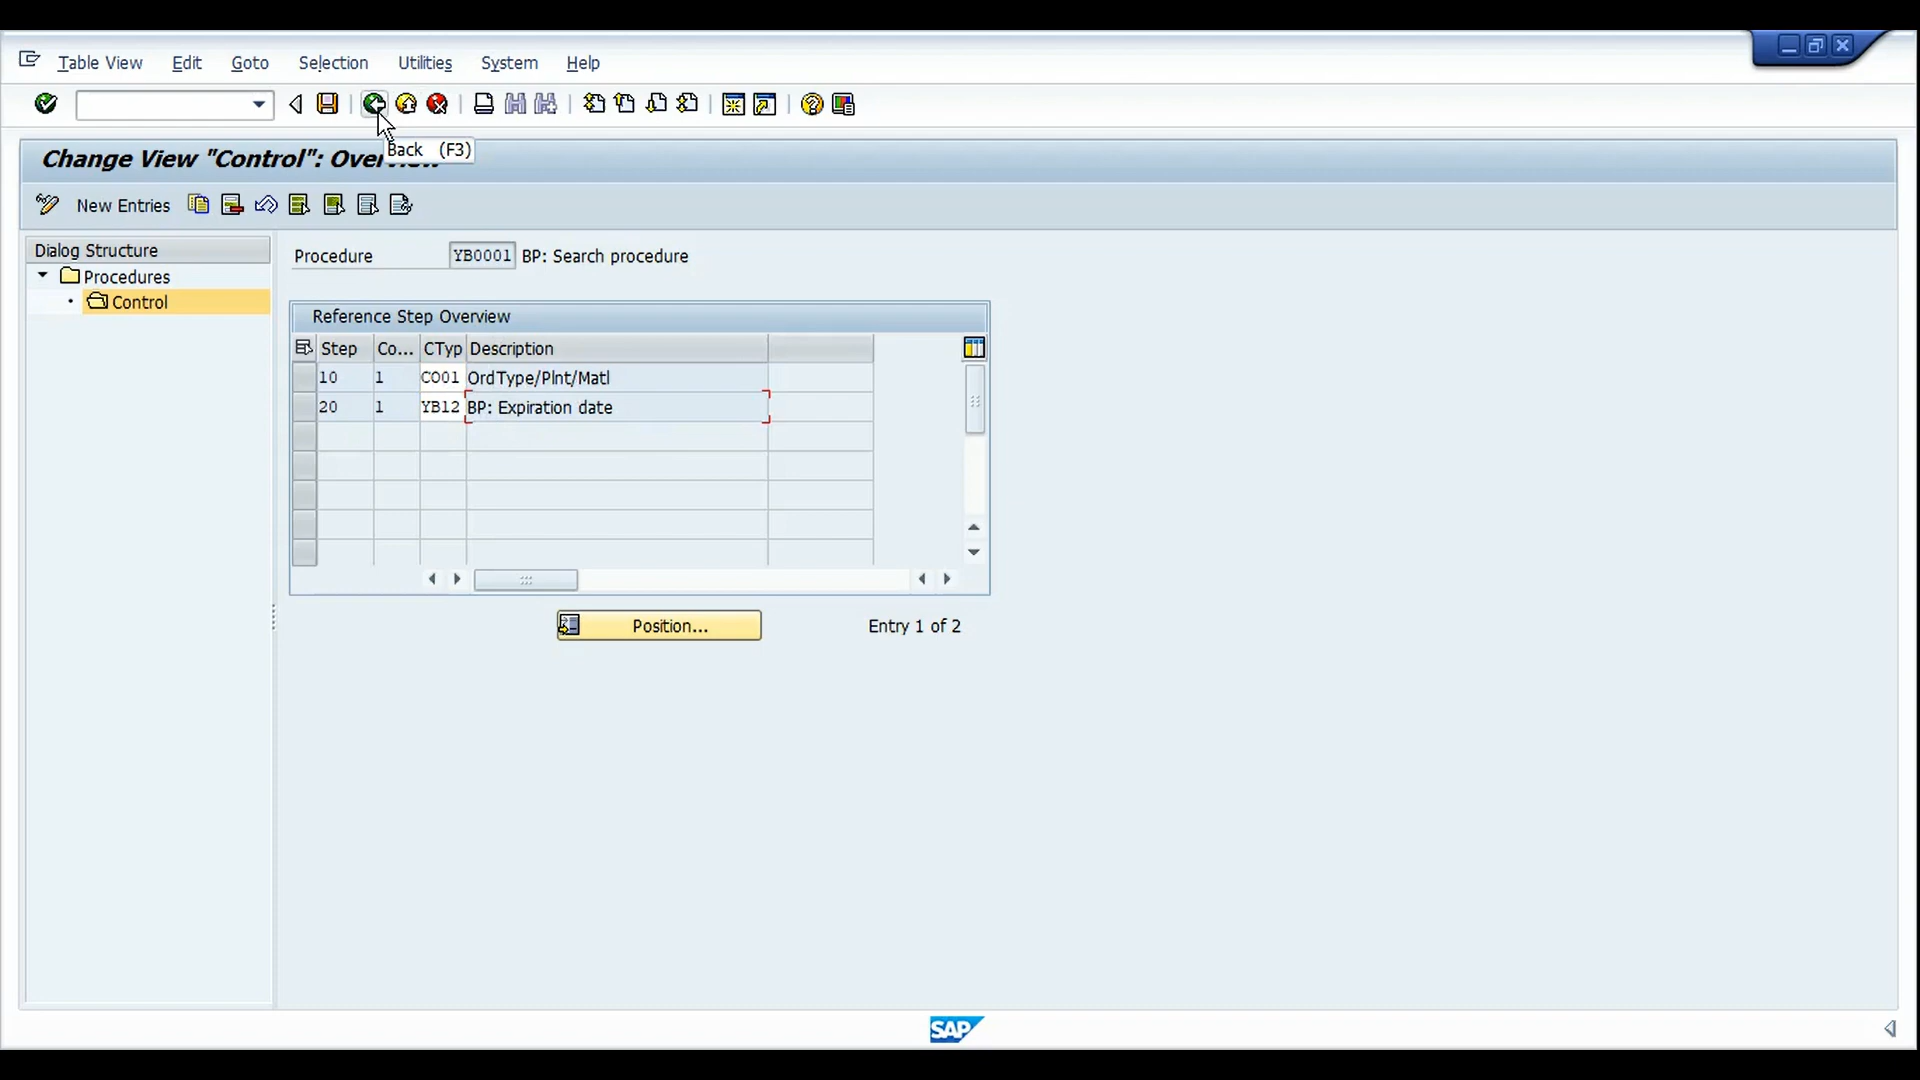 Table View Edit Goto Selection Utilities System Help
Back (F3)
Change View "Control": Over
New Entries
Dialog Structure
Procedures
Control
Procedure YB0001 BP: Search procedure
Reference Step Overview
Step Co... CTyp Description
10 1 CO01 OrdType/Plnt/Matl
20 1 YB12 BP: Expiration date
Position... Entry 1 of 2
SAP